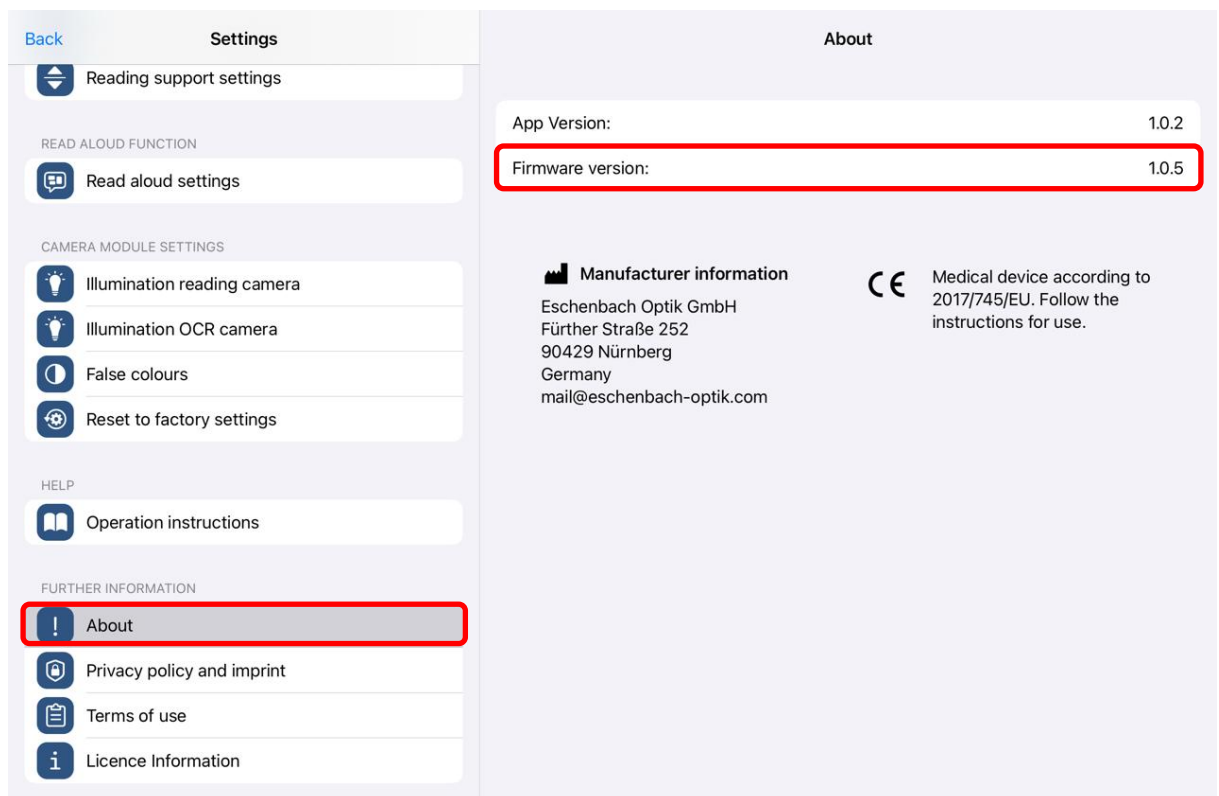 Back
Settings
Reading support settings
READ ALOUD FUNCTION
Read aloud settings
CAMERA MODULE SETTINGS
Illumination reading camera
Illumination OCR camera
False colours
Reset to factory settings
HELP
Operation instructions
FURTHER INFORMATION
! About
Privacy policy and imprint
Terms of use
i Licence Information
About
App Version: 1.0.2
Firmware version: 1.0.5
Manufacturer information
Eschenbach Optik GmbH
Fürther Straße 252
90429 Nürnberg
Germany
mail@eschenbach-optik.com
CE
Medical device according to
2017/745/EU. Follow the
instructions for use.